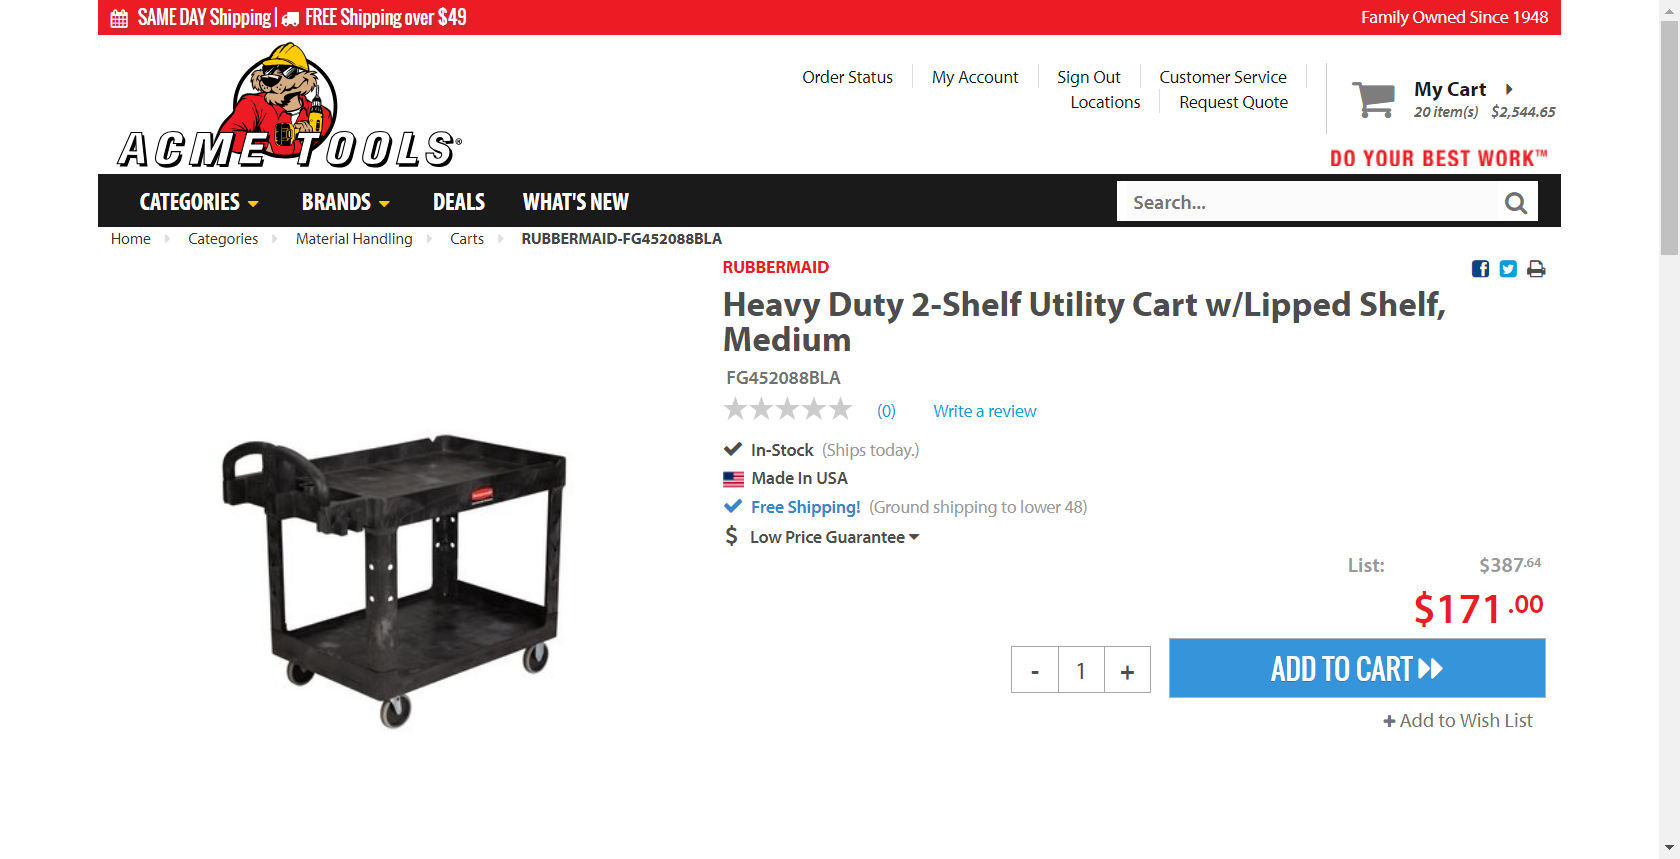 SAME DAY Shipping | FREE Shipping over $49
Family Owned Since 1948
ACME TOOLS®
Order Status
My Account
Sign Out
Customer Service
Locations
Request Quote
My Cart
20 item(s) $2,544.65
DO YOUR BEST WORK™
CATEGORIES
BRANDS
DEALS
WHAT'S NEW
Search...
Home
Categories
Material Handling
Carts
RUBBERMAID-FG452088BLA
RUBBERMAID
Heavy Duty 2-Shelf Utility Cart w/Lipped Shelf,
Medium
FG452088BLA
(0)
Write a review
In-Stock (Ships today.)
Made In USA
Free Shipping! (Ground shipping to lower 48)
$ Low Price Guarantee
List: $387.64
$171.00
- 1 +
ADD TO CART
+ Add to Wish List